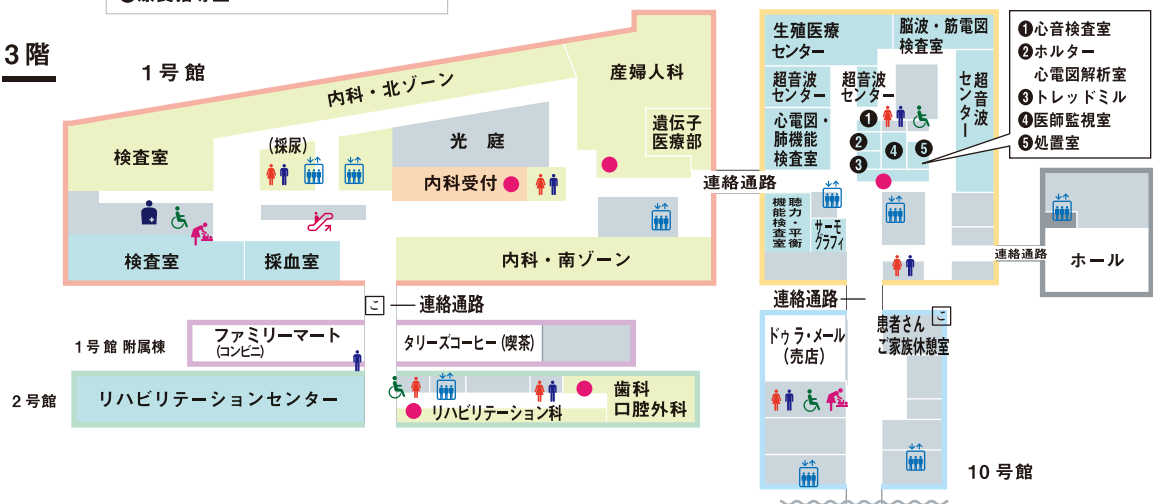 3階
1号館
内科・北ゾーン
産婦人科
(採尿)
検査室
光 庭
遺伝子
医療部
内科受付
検査室
採血室
内科・南ゾーン
連絡通路
生殖医療
センター
脳波・筋電図
検査室
超音波
センター
超音波
センター
超音波
センター
心電図・
肺機能
検査室
❶
❷
❸
❹
❺
聴力・平衡
機能検査室
サーモ
グラフィ
❶心音検査室
❷ホルター
心電図解析室
❸トレッドミル
❹医師監視室
❺処置室
連絡通路
ホール
こ
連絡通路
1号館 附属棟
ファミリーマート
(コンビニ)
タリーズコーヒー(喫茶)
2号館
リハビリテーションセンター
リハビリテーション科
歯科
口腔外科
連絡通路
ドゥラ・メール
(売店)
こ
患者さん
ご家族休憩室
10号館